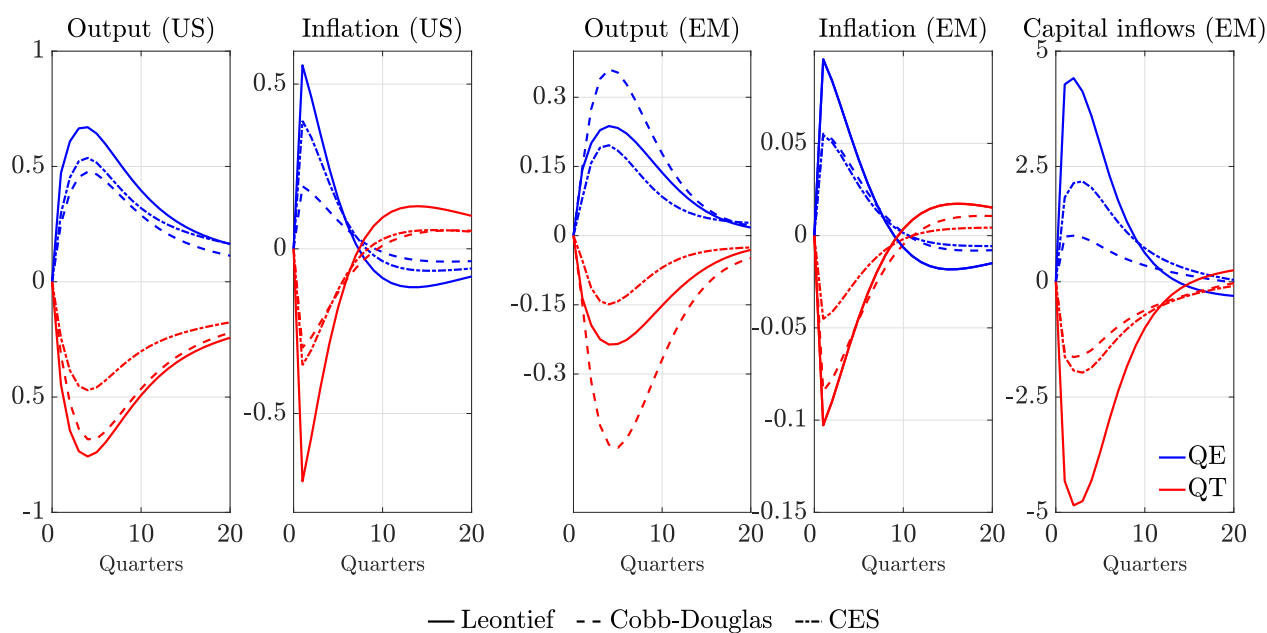 Output (US) Inflation (US) Output (EM) Inflation (EM) Capital inflows (EM)
1
0.5
0
0.5
-1
0 10 20
Quarters
0.5
0
-0.5
0 10 20
Quarters
0.3
0.15
0
-0.15
-0.3
0 10 20
Quarters
0.05
0
-0.05
-0.1
-0.15
0 10 20
Quarters
5
2.5
0
-2.5
-5
0 10 20
Quarters
QE
QT
Leontief Cobb-Douglas CES